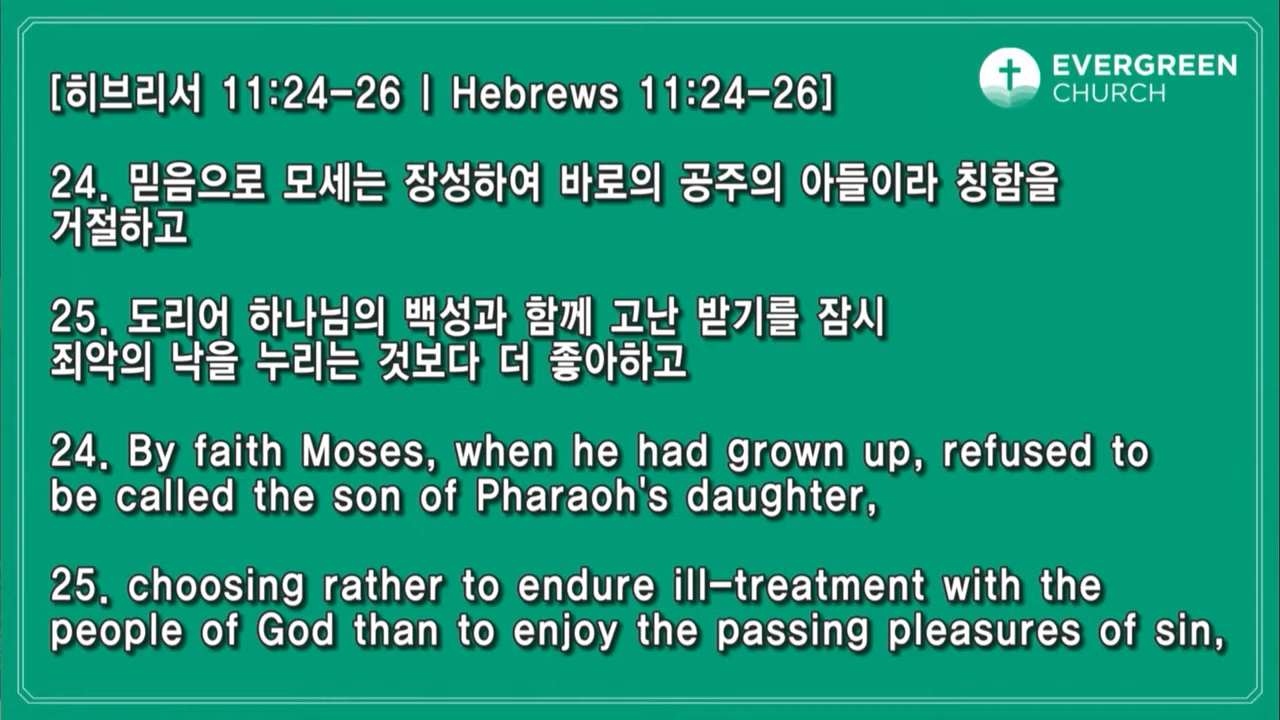 EVERGREEN
CHURCH
[히브리서 11:24-26 | Hebrews 11:24-26]
24. 믿음으로 모세는 장성하여 바로의 공주의 아들이라 칭함을
거절하고
25. 도리어 하나님의 백성과 함께 고난 받기를 잠시
죄악의 낙을 누리는 것보다 더 좋아하고
24. By faith Moses, when he had grown up, refused to
be called the son of Pharaoh's daughter,
25. choosing rather to endure ill-treatment with the
people of God than to enjoy the passing pleasures of sin,